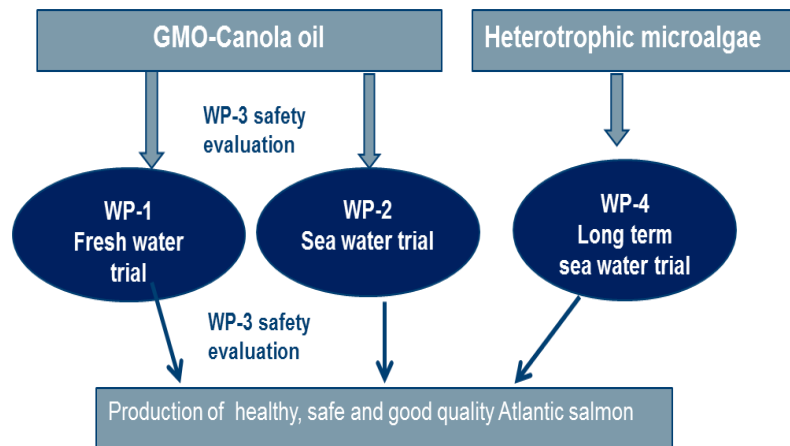 GMO-Canola oil
Heterotrophic microalgae
WP-3 safety
evaluation
WP-1
Fresh water
trial
WP-2
Sea water trial
WP-4
Long term
sea water trial
WP-3 safety
evaluation
Production of healthy, safe and good quality Atlantic salmon